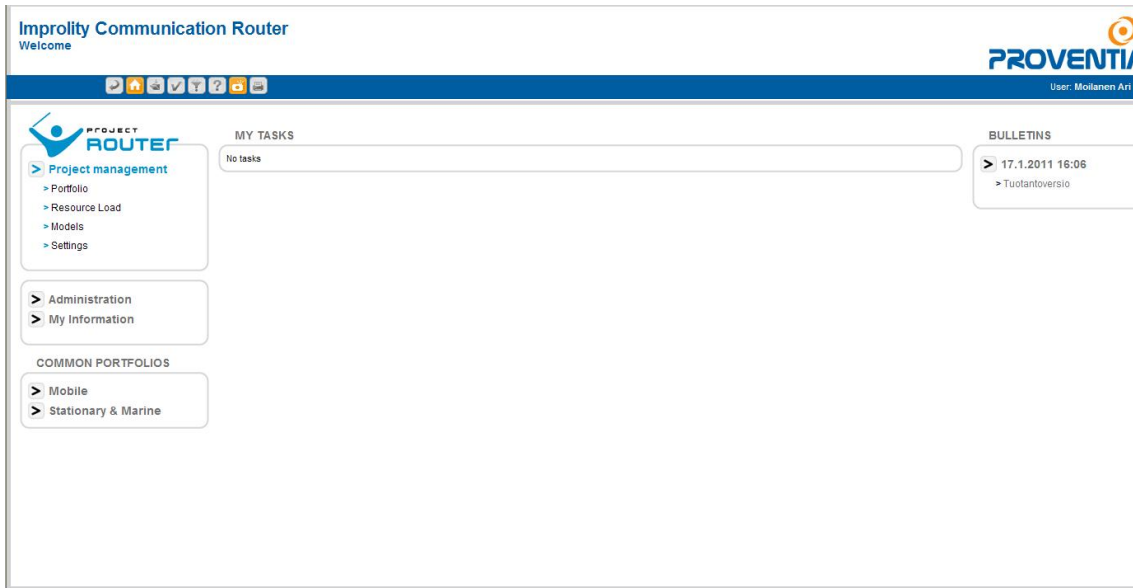 Improlity Communication Router
Welcome
PROVENTIA
User: Moilanen Ari
PROJECT
ROUTER
Project management
> Portfolio
> Resource Load
> Models
> Settings
Administration
My Information
COMMON PORTFOLIOS
Mobile
Stationary & Marine
MY TASKS
No tasks
BULLETINS
17.1.2011 16:06
> Tuotantoversio